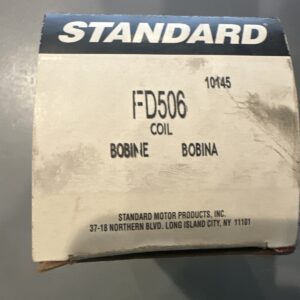 STANDARD
10145
FD506
COIL
BOBINE BOBINA
STANDARD MOTOR PRODUCTS, INC.
37-18 NORTHERN BLVD. LONG ISLAND CITY, NY 11101